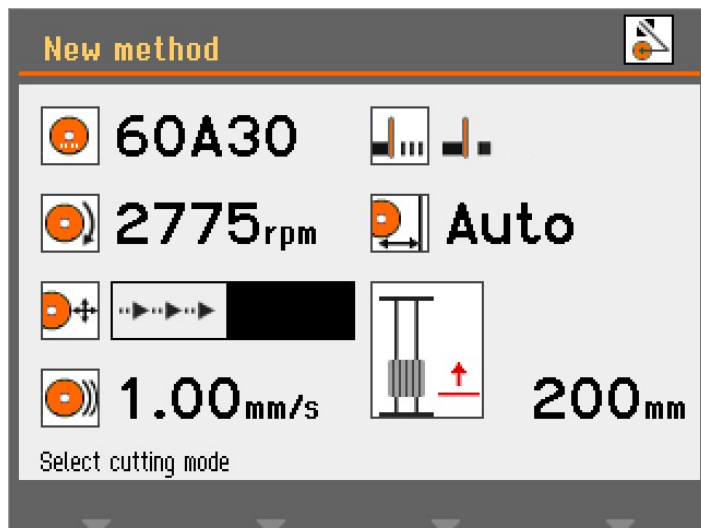 New method
60A30
2775rpm
Auto
1.00mm/s
200mm
Select cutting mode